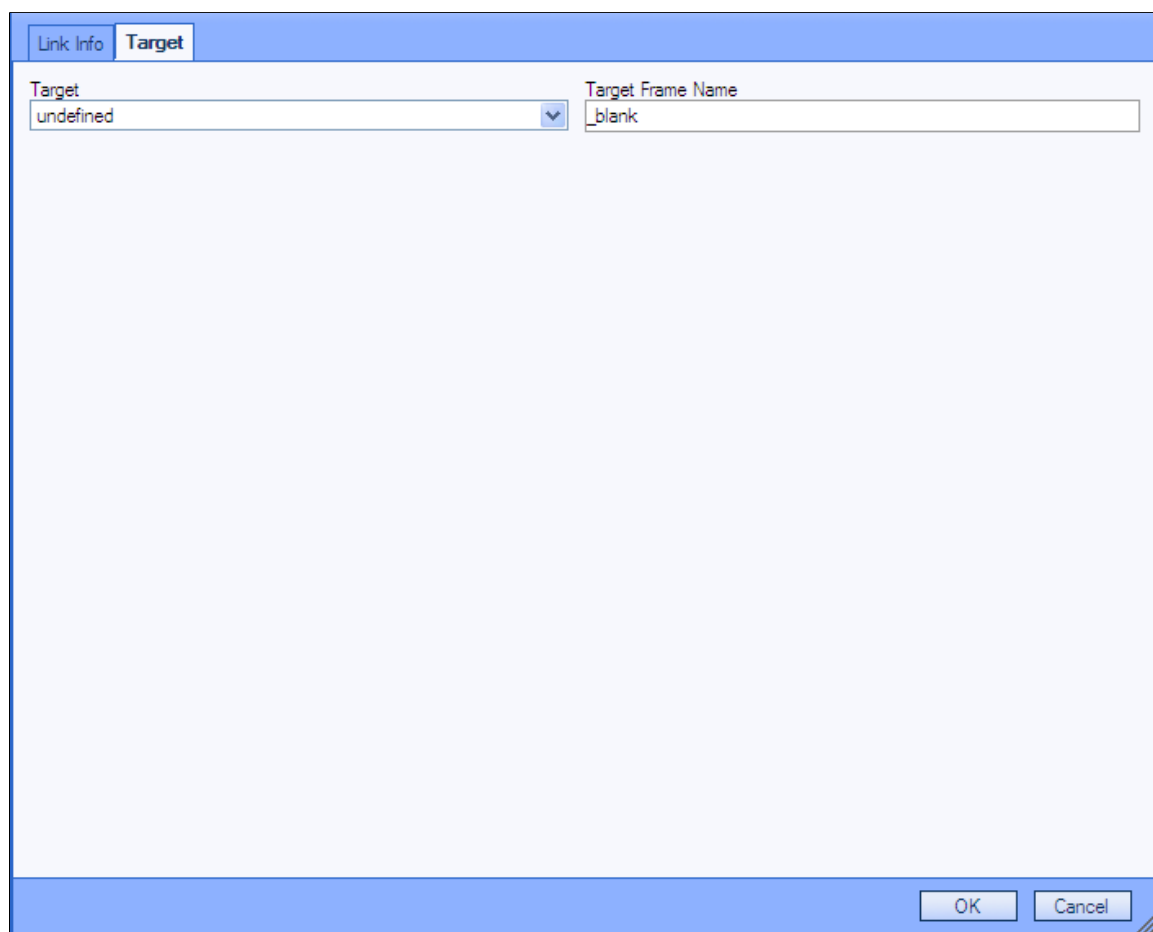 Link Info Target
Target Target Frame Name
undefined _blank
OK Cancel